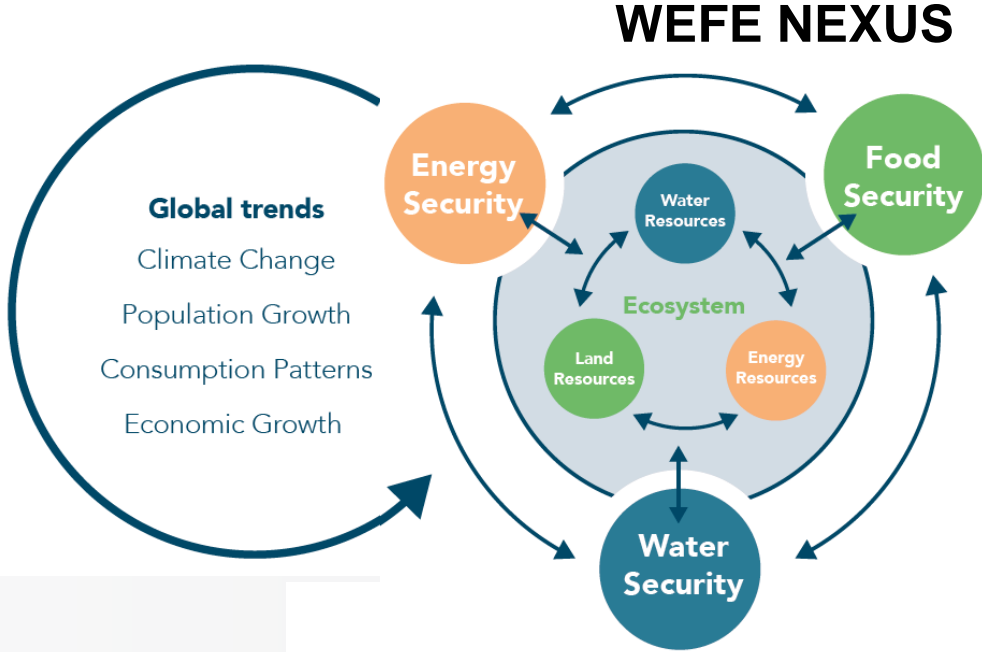 WEFE NEXUS
Global trends
Climate Change
Population Growth
Consumption Patterns
Economic Growth
Energy
Security
Food
Security
Water
Resources
Ecosystem
Land
Resources
Energy
Resources
Water
Security